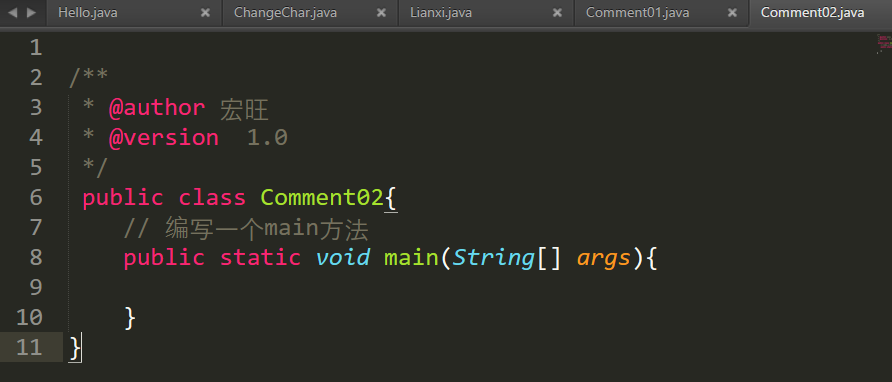 Hello.java ChangeChar.java Lianxi.java Comment01.java Comment02.java
1
2 /**
3 * @author 宏旺
4 * @version 1.0
5 */
6 public class Comment02{
7 // 编写一个main方法
8 public static void main(String[] args){
9
10 }
11 }